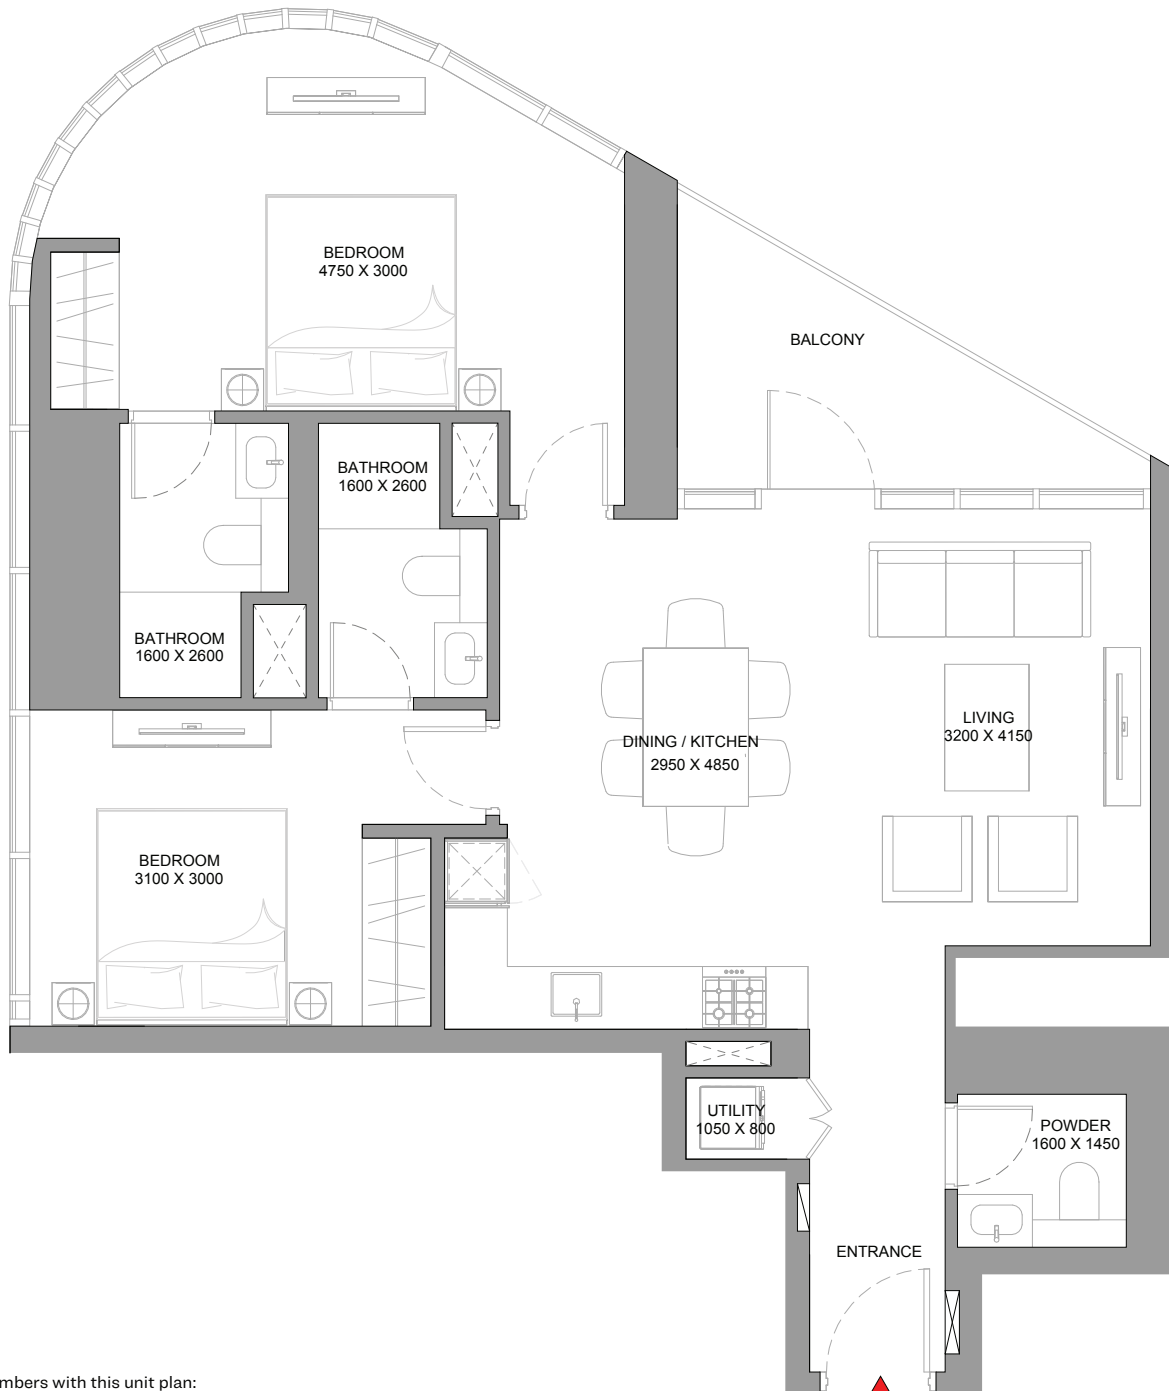 BEDROOM
4750 X 3000
BALCONY
BATHROOM
1600 X 2600
BATHROOM
1600 X 2600
LIVING
3200 X 4150
DINING / KITCHEN
2950 X 4850
BEDROOM
3100 X 3000
UTILITY
1050 X 800
POWDER
1600 X 1450
ENTRANCE
mbers with this unit plan: